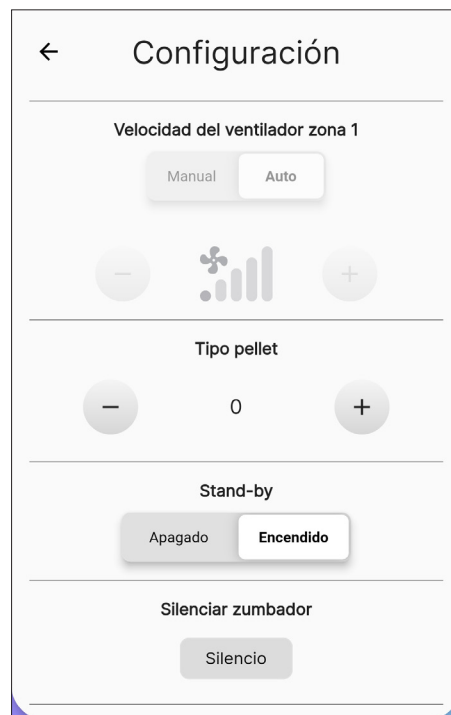 Configuración
Velocidad del ventilador zona 1
Manual Auto
Tipo pellet
0
Stand-by
Apagado Encendido
Silenciar zumbador
Silencio